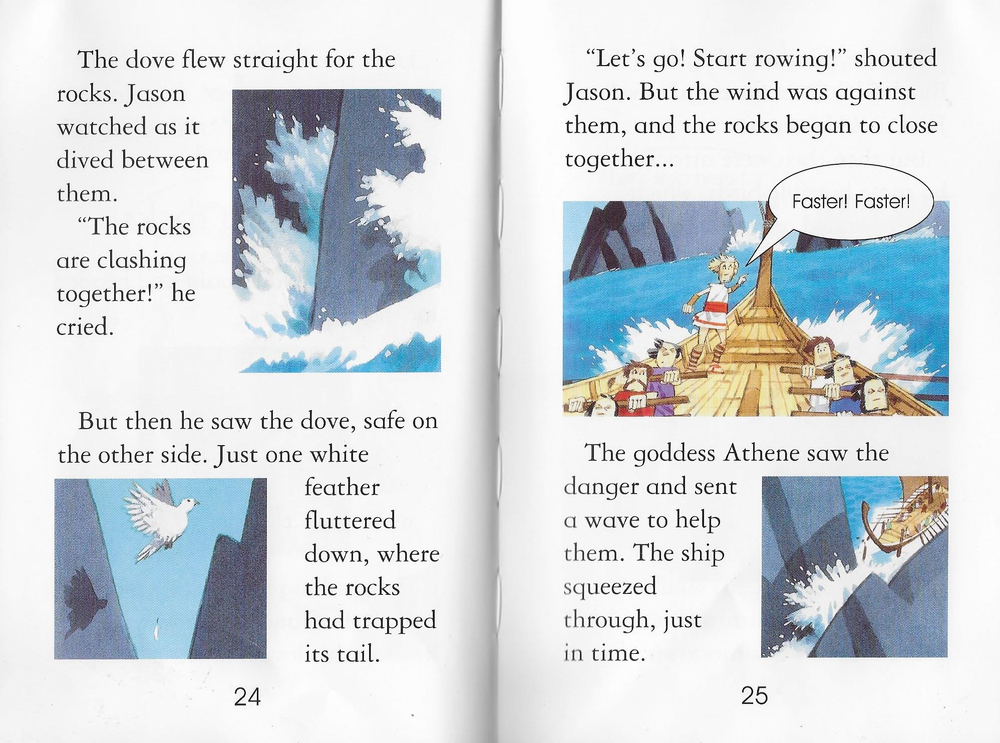 The dove flew straight for the
rocks. Jason
watched as it
dived between
them.
“The rocks
are clashing
together!” he
cried.
But then he saw the dove, safe on
the other side. Just one white
feather
fluttered
down, where
the rocks
had trapped
its tail.
24
“Let’s go! Start rowing!” shouted
Jason. But the wind was against
them, and the rocks began to close
together...
Faster! Faster!
The goddess Athene saw the
danger and sent
a wave to help
them. The ship
squeezed
through, just
in time.
25